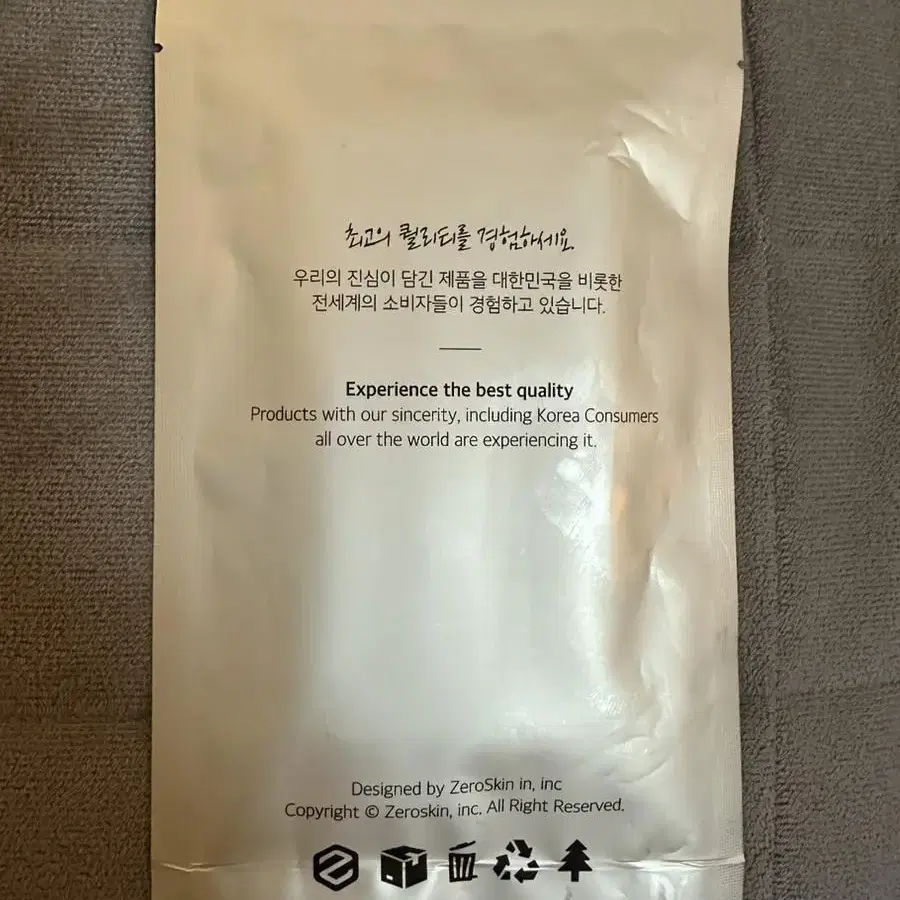 최고의 퀄리티를 경험하세요.
우리의 진심이 담긴 제품을 대한민국을 비롯한
전세계의 소비자들이 경험하고 있습니다.
Experience the best quality
Products with our sincerity, including Korea Consumers
all over the world are experiencing it.
Designed by ZeroSkin in, inc
Copyright © Zeroskin, inc. All Right Reserved.